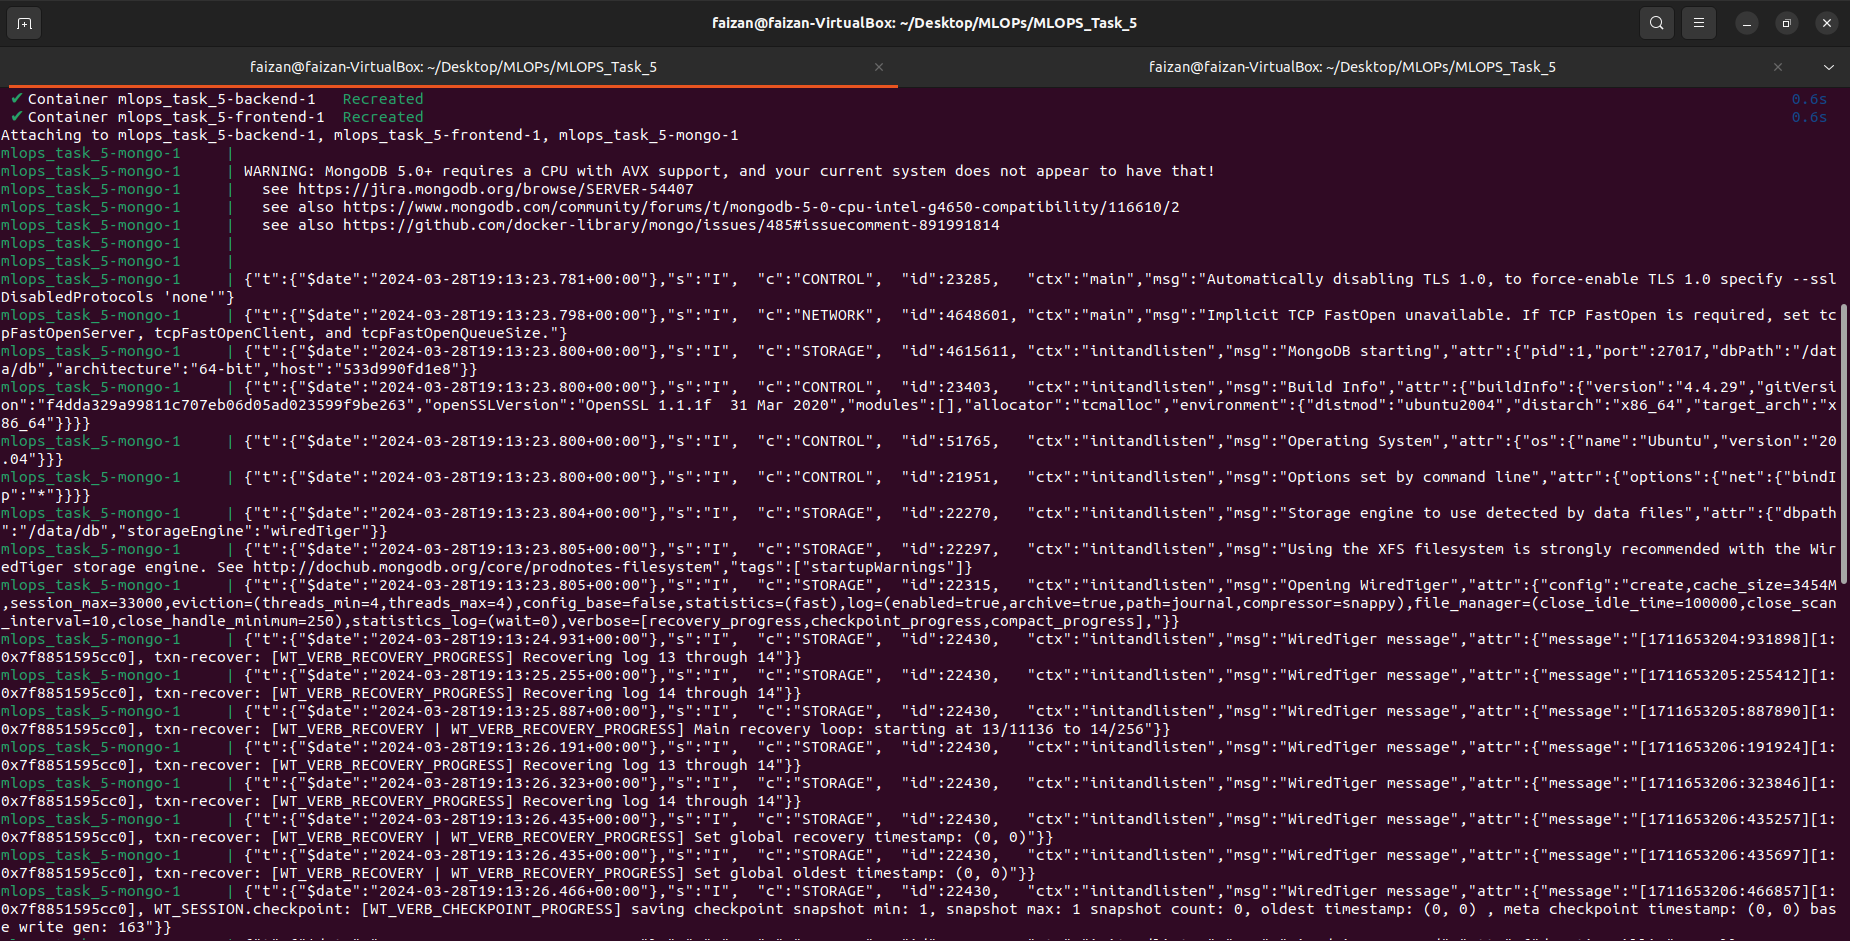 faizan@faizan-VirtualBox: ~/Desktop/MLOPs/MLOPS_Task_5
faizan@faizan-VirtualBox: ~/Desktop/MLOPs/MLOPS_Task_5 × faizan@faizan-VirtualBox: ~/Desktop/MLOPs/MLOPS_Task_5 ×
✔ Container mlops_task_5-backend-1   Recreated 0.6s
✔ Container mlops_task_5-frontend-1  Recreated 0.6s
Attaching to mlops_task_5-backend-1, mlops_task_5-frontend-1, mlops_task_5-mongo-1
mlops_task_5-mongo-1     |
mlops_task_5-mongo-1     | WARNING: MongoDB 5.0+ requires a CPU with AVX support, and your current system does not appear to have that!
mlops_task_5-mongo-1     |   see https://jira.mongodb.org/browse/SERVER-54407
mlops_task_5-mongo-1     |   see also https://www.mongodb.com/community/forums/t/mongodb-5-0-cpu-intel-g4650-compatibility/116610/2
mlops_task_5-mongo-1     |   see also https://github.com/docker-library/mongo/issues/485#issuecomment-891991814
mlops_task_5-mongo-1     |
mlops_task_5-mongo-1     |
mlops_task_5-mongo-1     | {"t":{"$date":"2024-03-28T19:13:23.781+00:00"},"s":"I",  "c":"CONTROL",  "id":23285,   "ctx":"main","msg":"Automatically disabling TLS 1.0, to force-enable TLS 1.0 specify --ssl
DisabledProtocols 'none'"}
mlops_task_5-mongo-1     | {"t":{"$date":"2024-03-28T19:13:23.798+00:00"},"s":"I",  "c":"NETWORK",  "id":4648601, "ctx":"main","msg":"Implicit TCP FastOpen unavailable. If TCP FastOpen is required, set tc
pFastOpenServer, tcpFastOpenClient, and tcpFastOpenQueueSize."}
mlops_task_5-mongo-1     | {"t":{"$date":"2024-03-28T19:13:23.800+00:00"},"s":"I",  "c":"STORAGE",  "id":4615611, "ctx":"initandlisten","msg":"MongoDB starting","attr":{"pid":1,"port":27017,"dbPath":"/dat
a/db","architecture":"64-bit","host":"533d990fd1e8"}}
mlops_task_5-mongo-1     | {"t":{"$date":"2024-03-28T19:13:23.800+00:00"},"s":"I",  "c":"CONTROL",  "id":23403,   "ctx":"initandlisten","msg":"Build Info","attr":{"buildInfo":{"version":"4.4.29","gitVersi
on":"f4dda329a99811c707eb06d05ad023599f9be263","openSSLVersion":"OpenSSL 1.1.1f  31 Mar 2020","modules":[],"allocator":"tcmalloc","environment":{"distmod":"ubuntu2004","distarch":"x86_64","target_arch":"x
86_64"}}}}
mlops_task_5-mongo-1     | {"t":{"$date":"2024-03-28T19:13:23.800+00:00"},"s":"I",  "c":"CONTROL",  "id":51765,   "ctx":"initandlisten","msg":"Operating System","attr":{"os":{"name":"Ubuntu","version":"20
.04"}}}
mlops_task_5-mongo-1     | {"t":{"$date":"2024-03-28T19:13:23.800+00:00"},"s":"I",  "c":"CONTROL",  "id":21951,   "ctx":"initandlisten","msg":"Options set by command line","attr":{"options":{"net":{"bindI
p":"*"}}}}
mlops_task_5-mongo-1     | {"t":{"$date":"2024-03-28T19:13:23.804+00:00"},"s":"I",  "c":"STORAGE",  "id":22270,   "ctx":"initandlisten","msg":"Storage engine to use detected by data files","attr":{"dbpath
":"/data/db","storageEngine":"wiredTiger"}}
mlops_task_5-mongo-1     | {"t":{"$date":"2024-03-28T19:13:23.805+00:00"},"s":"I",  "c":"STORAGE",  "id":22297,   "ctx":"initandlisten","msg":"Using the XFS filesystem is strongly recommended with the Wir
edTiger storage engine. See http://dochub.mongodb.org/core/prodnotes-filesystem","tags":["startupWarnings"]}
mlops_task_5-mongo-1     | {"t":{"$date":"2024-03-28T19:13:23.805+00:00"},"s":"I",  "c":"STORAGE",  "id":22315,   "ctx":"initandlisten","msg":"Opening WiredTiger","attr":{"config":"create,cache_size=3454M
,session_max=33000,eviction=(threads_min=4,threads_max=4),config_base=false,statistics=(fast),log=(enabled=true,archive=true,path=journal,compressor=snappy),file_manager=(close_idle_time=100000,close_scan
_interval=10,close_handle_minimum=250),statistics_log=(wait=0),verbose=[recovery_progress,checkpoint_progress,compact_progress],"}}
mlops_task_5-mongo-1     | {"t":{"$date":"2024-03-28T19:13:24.931+00:00"},"s":"I",  "c":"STORAGE",  "id":22430,   "ctx":"initandlisten","msg":"WiredTiger message","attr":{"message":"[1711653204:931898][1:
0x7f8851595cc0], txn-recover: [WT_VERB_RECOVERY_PROGRESS] Recovering log 13 through 14"}}
mlops_task_5-mongo-1     | {"t":{"$date":"2024-03-28T19:13:25.255+00:00"},"s":"I",  "c":"STORAGE",  "id":22430,   "ctx":"initandlisten","msg":"WiredTiger message","attr":{"message":"[1711653205:255412][1:
0x7f8851595cc0], txn-recover: [WT_VERB_RECOVERY_PROGRESS] Recovering log 14 through 14"}}
mlops_task_5-mongo-1     | {"t":{"$date":"2024-03-28T19:13:25.887+00:00"},"s":"I",  "c":"STORAGE",  "id":22430,   "ctx":"initandlisten","msg":"WiredTiger message","attr":{"message":"[1711653205:887890][1:
0x7f8851595cc0], txn-recover: [WT_VERB_RECOVERY | WT_VERB_RECOVERY_PROGRESS] Main recovery loop: starting at 13/11136 to 14/256"}}
mlops_task_5-mongo-1     | {"t":{"$date":"2024-03-28T19:13:26.191+00:00"},"s":"I",  "c":"STORAGE",  "id":22430,   "ctx":"initandlisten","msg":"WiredTiger message","attr":{"message":"[1711653206:191924][1:
0x7f8851595cc0], txn-recover: [WT_VERB_RECOVERY_PROGRESS] Recovering log 13 through 14"}}
mlops_task_5-mongo-1     | {"t":{"$date":"2024-03-28T19:13:26.323+00:00"},"s":"I",  "c":"STORAGE",  "id":22430,   "ctx":"initandlisten","msg":"WiredTiger message","attr":{"message":"[1711653206:323846][1:
0x7f8851595cc0], txn-recover: [WT_VERB_RECOVERY_PROGRESS] Recovering log 14 through 14"}}
mlops_task_5-mongo-1     | {"t":{"$date":"2024-03-28T19:13:26.435+00:00"},"s":"I",  "c":"STORAGE",  "id":22430,   "ctx":"initandlisten","msg":"WiredTiger message","attr":{"message":"[1711653206:435257][1:
0x7f8851595cc0], txn-recover: [WT_VERB_RECOVERY | WT_VERB_RECOVERY_PROGRESS] Set global recovery timestamp: (0, 0)"}}
mlops_task_5-mongo-1     | {"t":{"$date":"2024-03-28T19:13:26.435+00:00"},"s":"I",  "c":"STORAGE",  "id":22430,   "ctx":"initandlisten","msg":"WiredTiger message","attr":{"message":"[1711653206:435697][1:
0x7f8851595cc0], txn-recover: [WT_VERB_RECOVERY | WT_VERB_RECOVERY_PROGRESS] Set global oldest timestamp: (0, 0)"}}
mlops_task_5-mongo-1     | {"t":{"$date":"2024-03-28T19:13:26.466+00:00"},"s":"I",  "c":"STORAGE",  "id":22430,   "ctx":"initandlisten","msg":"WiredTiger message","attr":{"message":"[1711653206:466857][1:
0x7f8851595cc0], WT_SESSION.checkpoint: [WT_VERB_CHECKPOINT_PROGRESS] saving checkpoint snapshot min: 1, snapshot max: 1 snapshot count: 0, oldest timestamp: (0, 0) , meta checkpoint timestamp: (0, 0) bas
e write gen: 163"}}